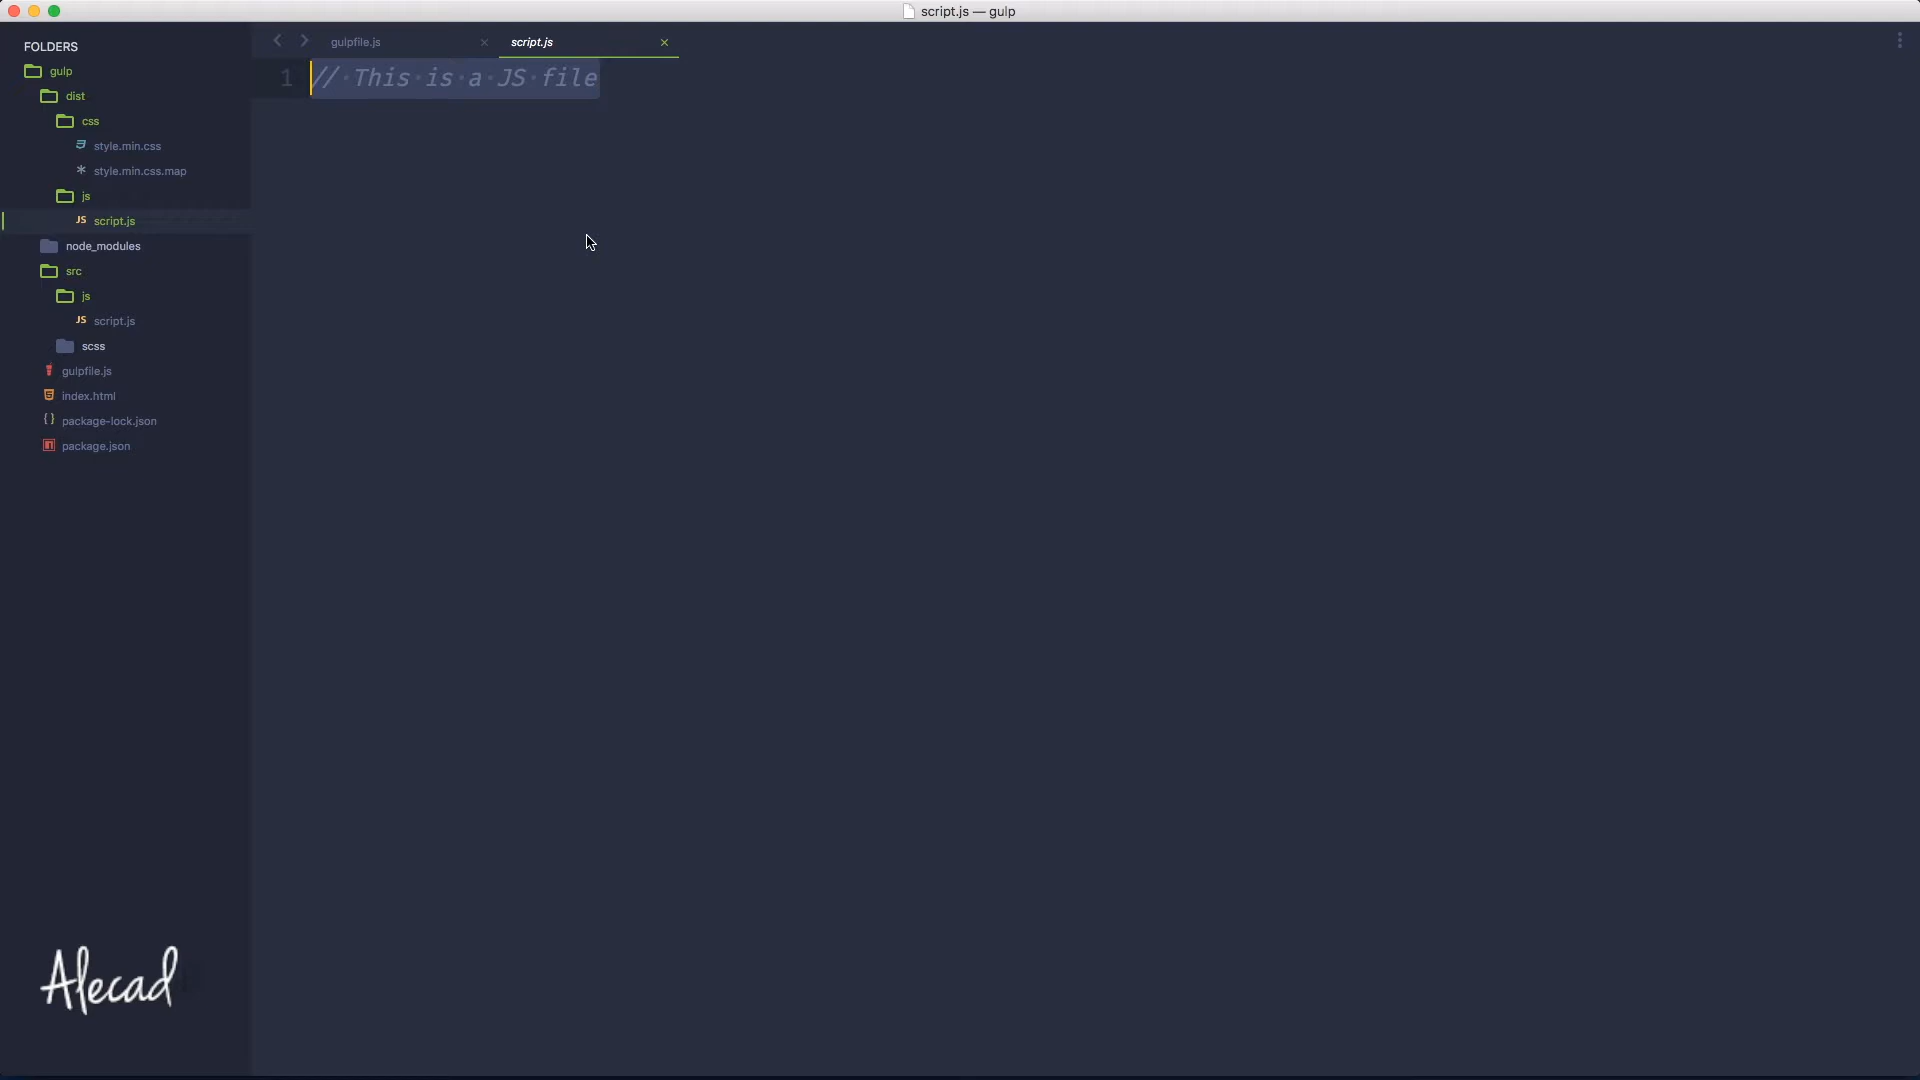 script.js — gulp
FOLDERS
gulp
dist
css
style.min.css
style.min.css.map
js
JS script.js
node_modules
src
js
JS script.js
scss
gulpfile.js
index.html
package-lock.json
package.json
gulpfile.js
script.js
1 // This is a JS file
Alecad